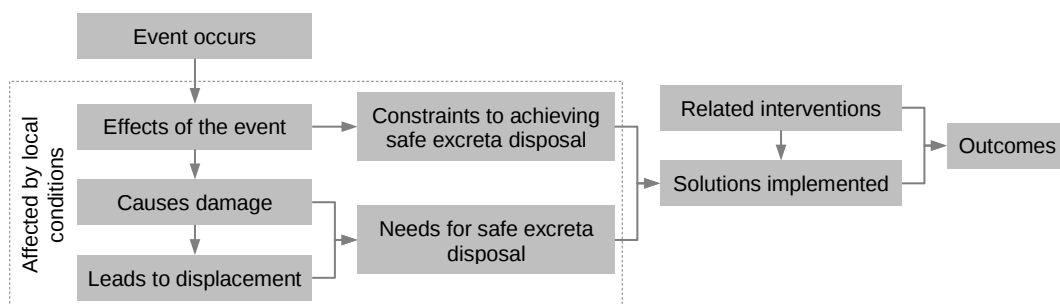 Event occurs
Affected by local
conditions
Effects of the event
Constraints to achieving
safe excreta disposal
Related interventions
Outcomes
Solutions implemented
Causes damage
Needs for safe excreta
disposal
Leads to displacement